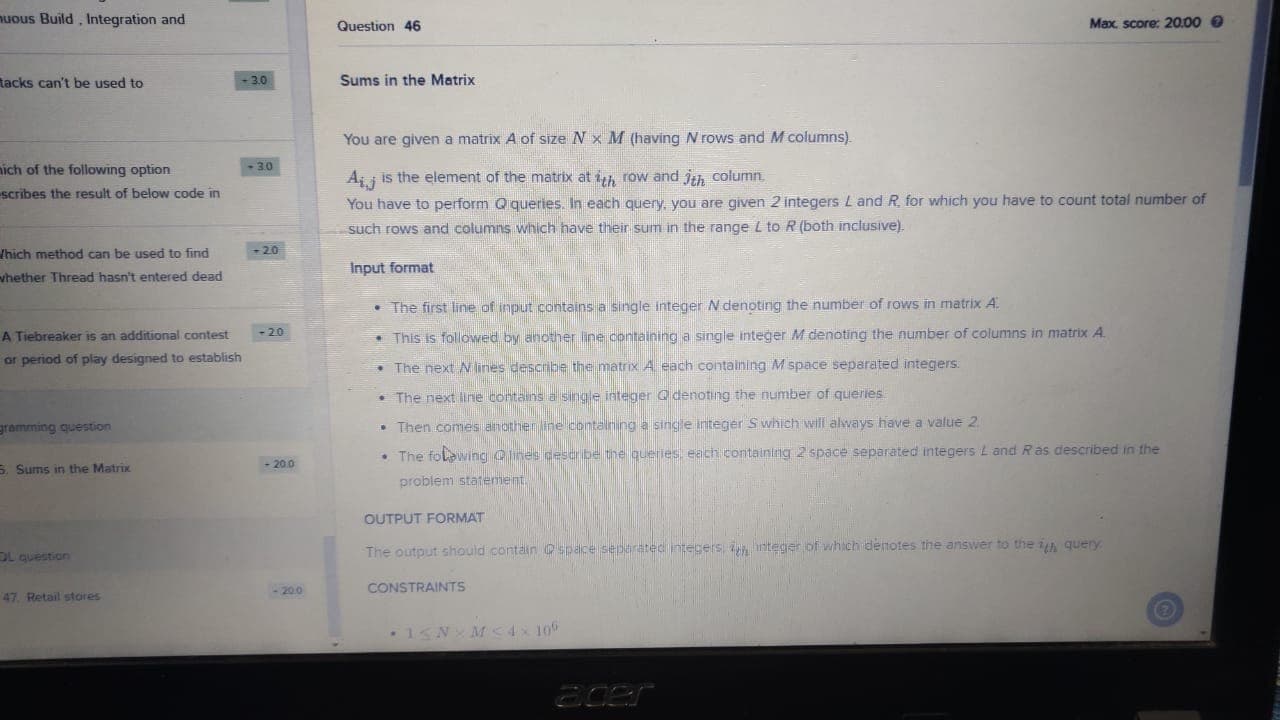 uous Build , Integration and
tacks can't be used to
- 3.0
of the following option
- 3.0
scribes the result of below code in
Which method can be used to find
- 2.0
whether Thread hasn't entered dead
A Tiebreaker is an additional contest
- 2.0
or period of play designed to establish
gramming question
. Sums in the Matrix
- 20.0
QL question
47. Retail stores
- 20.0
Question 46
Max. score: 20.00
Sums in the Matrix
You are given a matrix A of size N × M (having N rows and M columns).
A_{i,j} is the element of the matrix at i_{th} row and j_{th} column.
You have to perform Q queries. In each query, you are given 2 integers L and R, for which you have to count total number of
such rows and columns which have their sum in the range L to R (both inclusive).
Input format
• The first line of input contains a single integer N denoting the number of rows in matrix A.
• This is followed by another line containing a single integer M denoting the number of columns in matrix A.
• The next N lines describe the matrix A, each containing M space separated integers.
• The next line contains a single integer Q denoting the number of queries.
• Then comes another line containing a single integer S which will always have a value 2.
• The following Q lines describe the queries, each containing 2 space separated integers L and R as described in the
problem statement.
OUTPUT FORMAT
The output should contain Q space separated integers, i_{th} integer of which denotes the answer to the i_{th} query.
CONSTRAINTS
• 1 ≤ N × M ≤ 4 × 10^6
acer